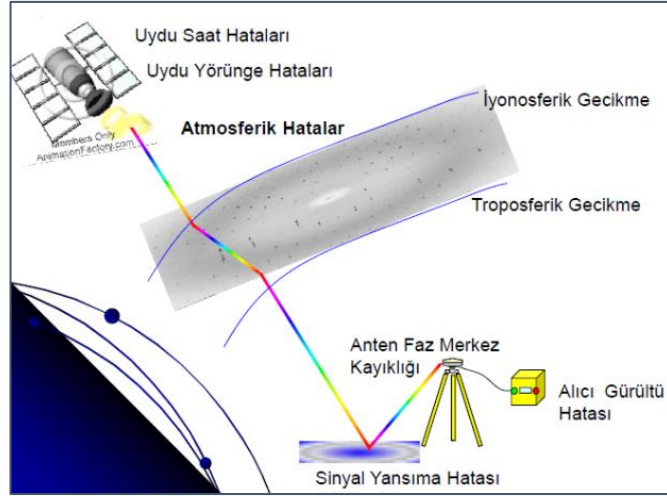 Uydu Saat Hataları
Uydu Yörünge Hataları
Members Only
AnimationFactory.com
Atmosferik Hatalar
İyonosferik Gecikme
Troposferik Gecikme
Anten Faz Merkez
Kayıklığı
Alıcı Gürültü
Hatası
Sinyal Yansıma Hatası